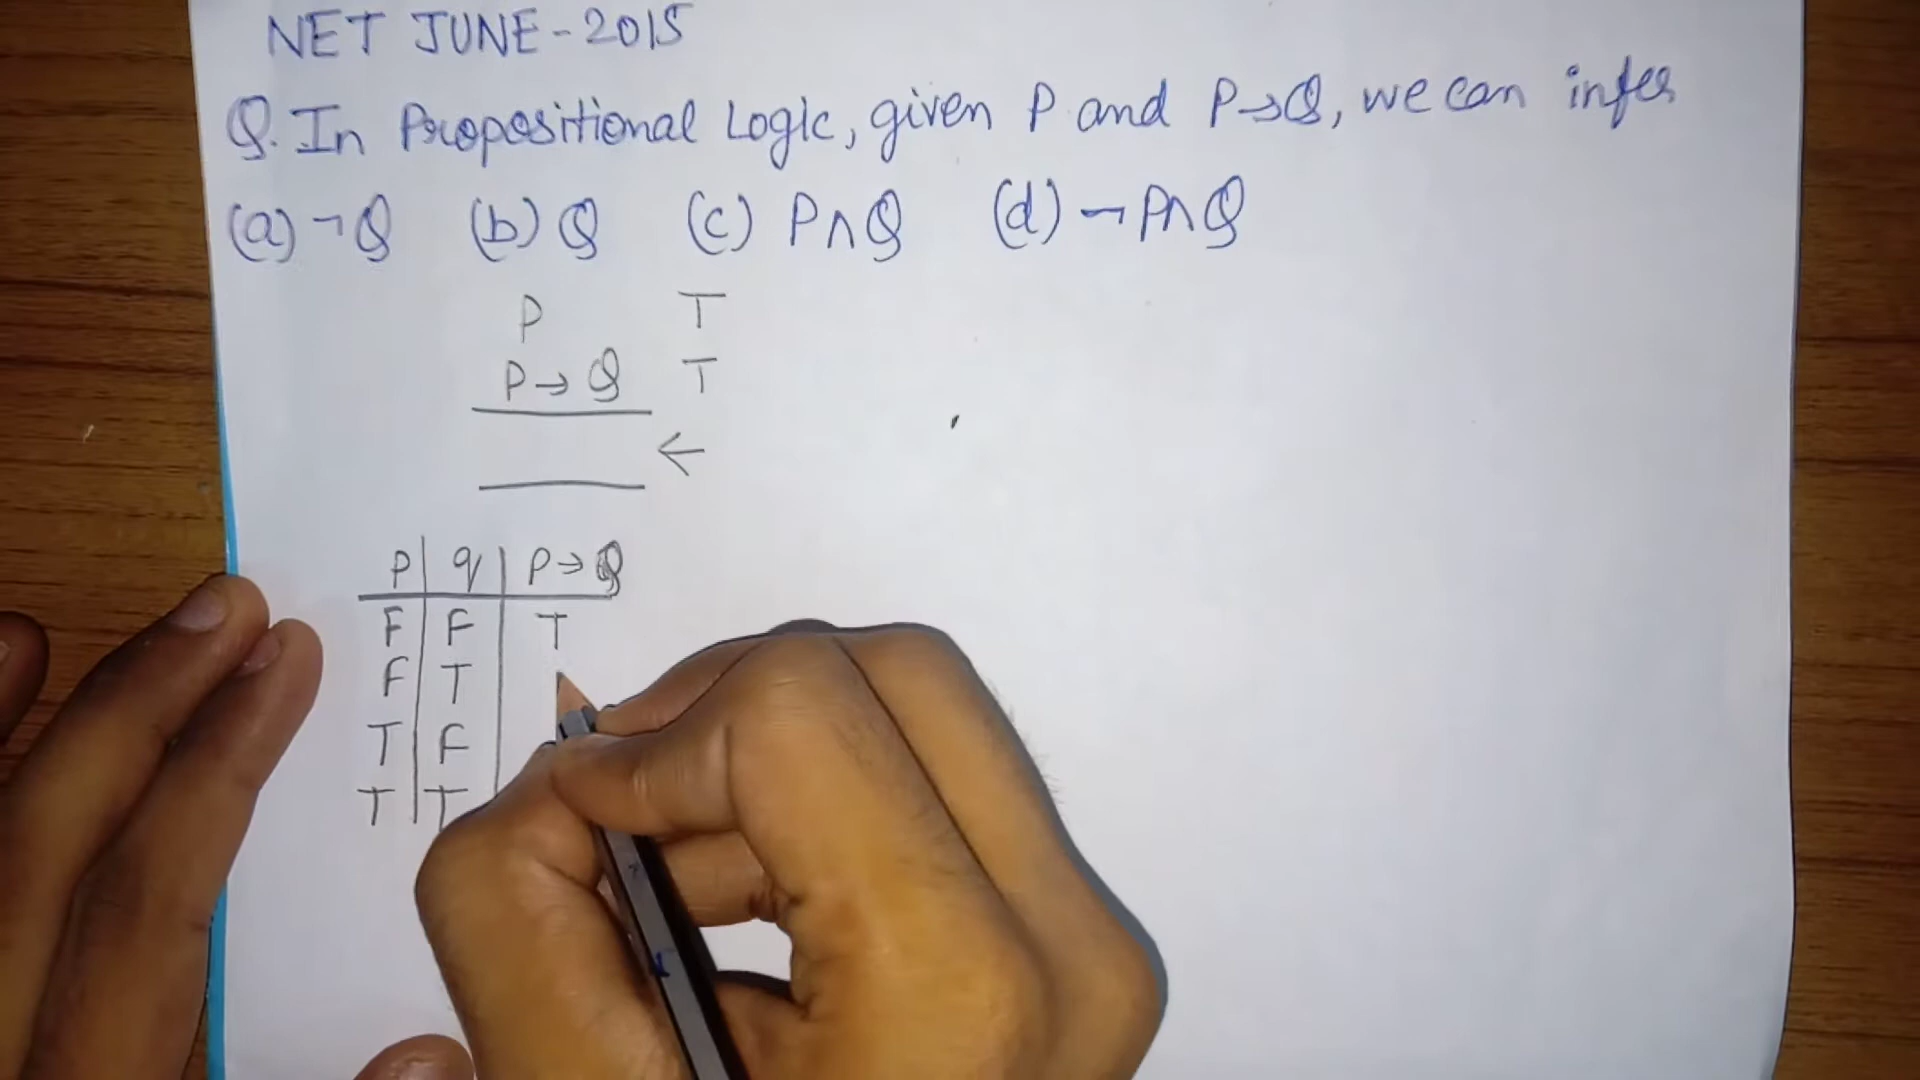 NET JUNE-2015
Q. In Propositional Logic, given P and P→Q, we can infer
(a) ¬Q (b) Q (c) P∧Q (d) ¬P∧Q
P T
P→Q T
←
P q P→Q
F F T
F T
T F
T T